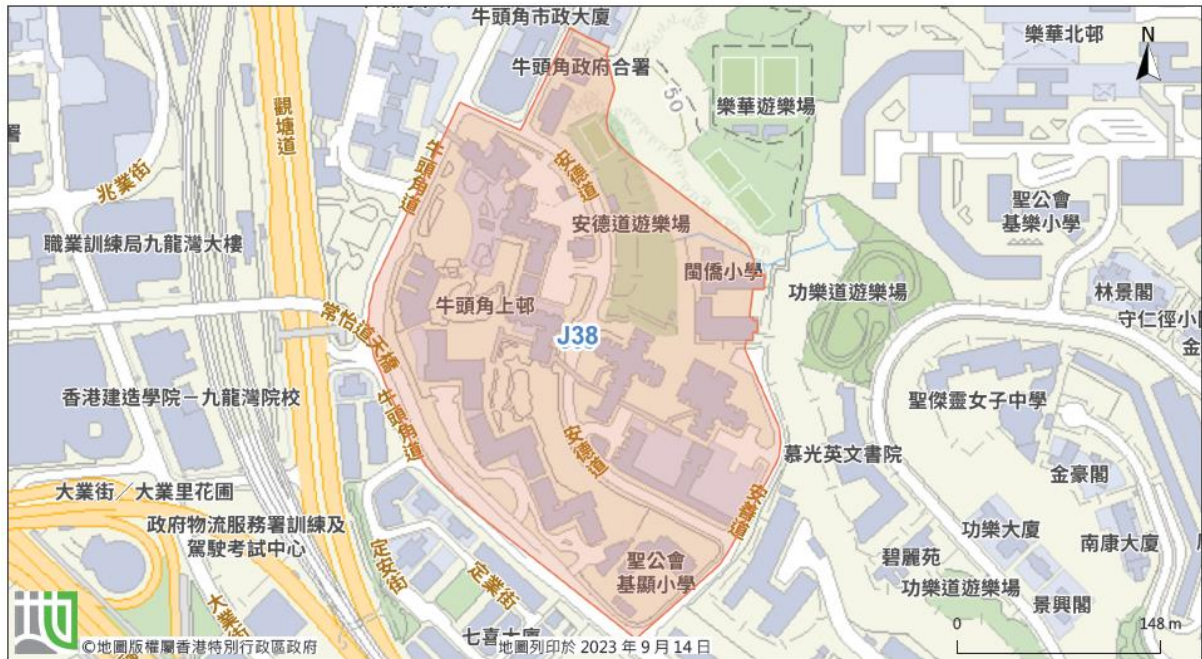 牛頭角市政大廈
牛頭角政府合署
樂華北邨
N
50
樂華遊樂場
觀塘道
牛頭角道
安德道
兆業街
聖公會
基樂小學
職業訓練局九龍灣大樓
安德道遊樂場
閩僑小學
功樂道遊樂場
林景閣
守仁徑小
金
牛頭角上邨
常怡道天橋
J38
香港建造學院－九龍灣院校
牛頭角道
聖傑靈女子中學
安德道
慕光英文書院
金豪閣
大業街／大業里花圃
安善道
政府物流服務署訓練及
駕駛考試中心
功樂大廈
南康大廈
碧麗苑
定安街
聖公會
基顯小學
功樂道遊樂場
定業街
景興閣
大業街
七喜大廈
0
148 m
©地圖版權屬香港特別行政區政府
地圖列印於 2023 年 9 月 14 日